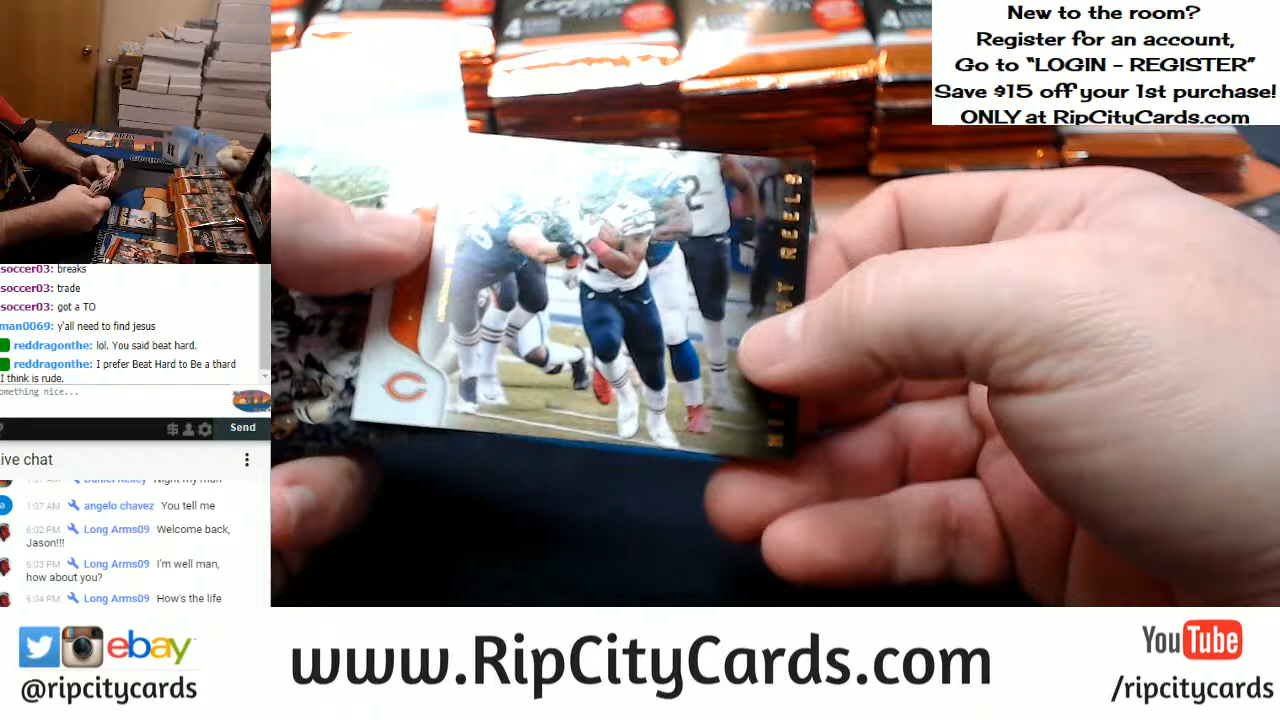 New to the room?
Register for an account,
Go to "LOGIN - REGISTER"
Save $15 off your 1st purchase!
ONLY at RipCityCards.com
REELS
C
soccer03: breaks
soccer03: trade
soccer03: got a TO
man0069: y'all need to find jesus
reddragonthe: lol. You said beat hard.
reddragonthe: I prefer Beat Hard to Be a thard
I think is rude.
omething nice...
Send
ive chat
1:07 AM angelo chavez You tell me
6:02 PM Long Arms09 Welcome back,
Jason!!!
6:03 PM Long Arms09 I'm well man,
how about you?
6:04 PM Long Arms09 How's the life
ebay
@ripcitycards
www.RipCityCards.com
YouTube
/ripcitycards